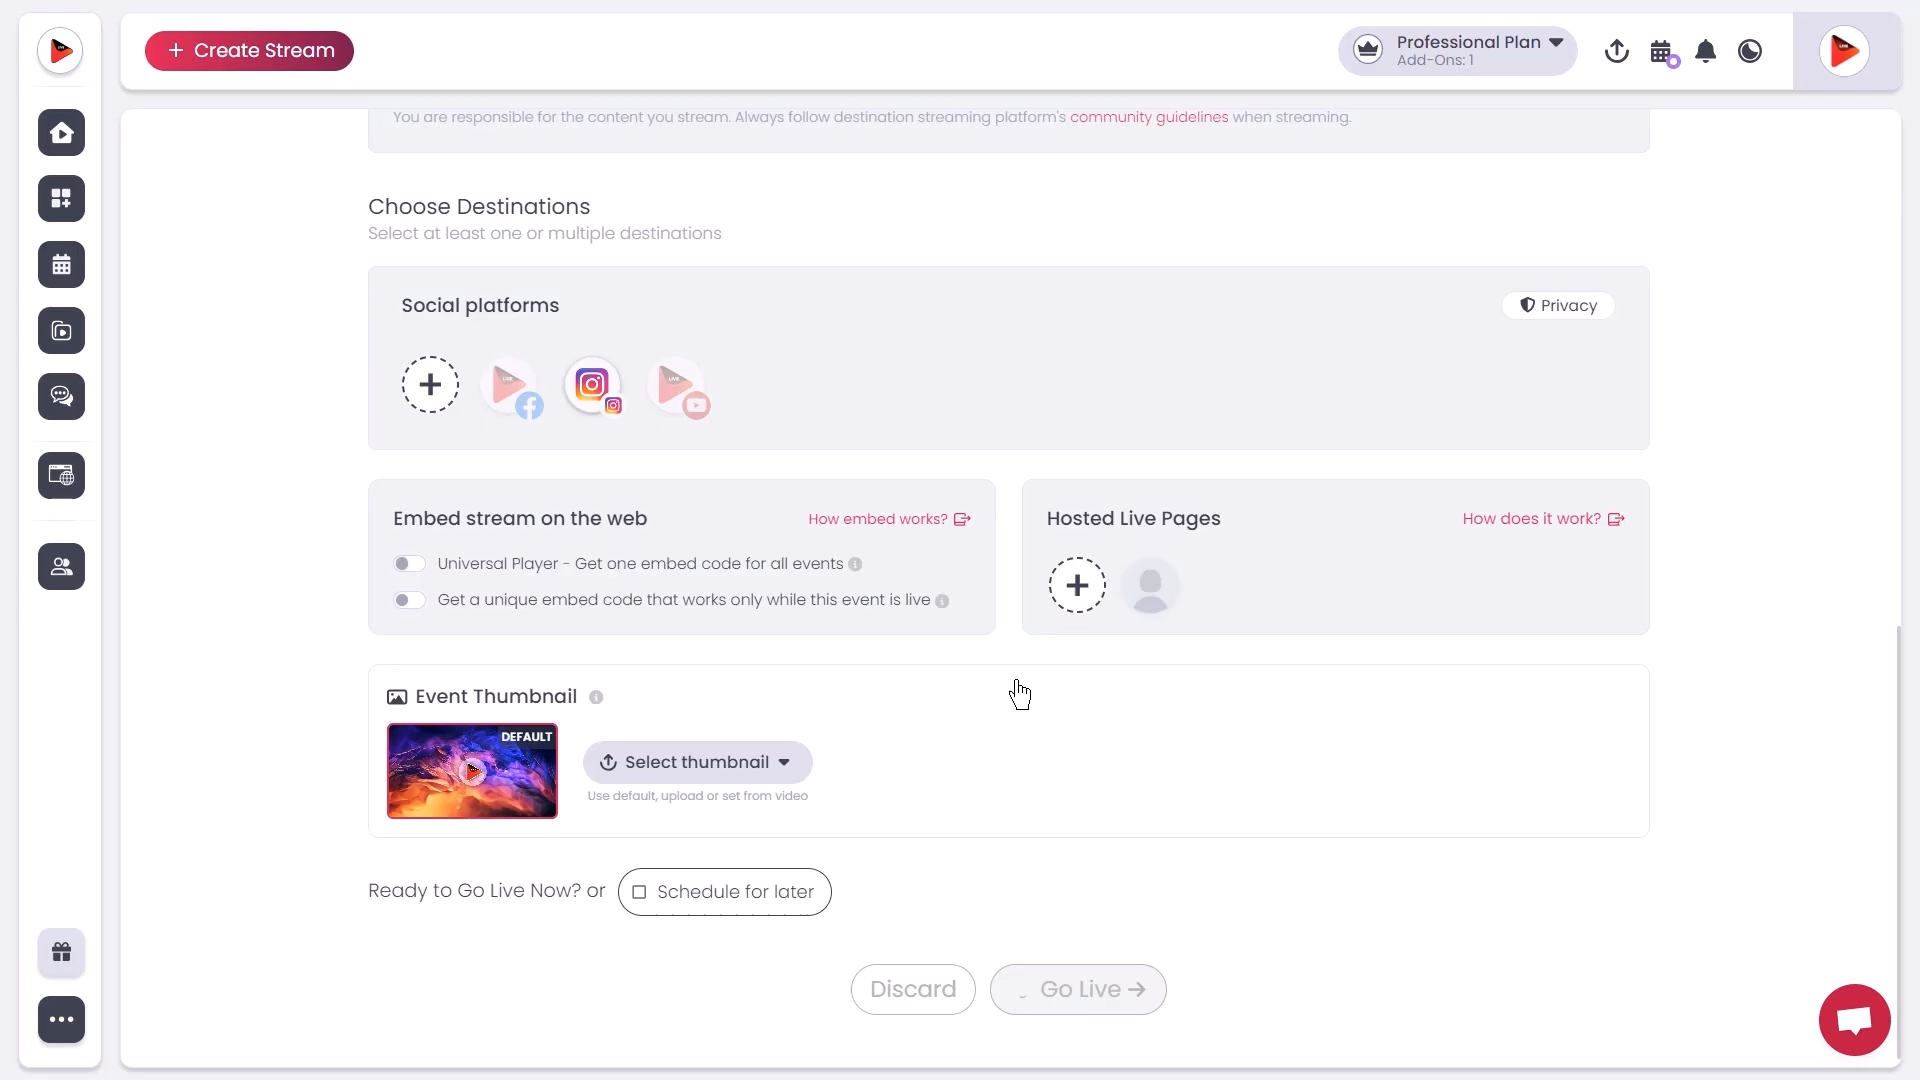 Create Stream
Professional Plan
Add-Ons: 1
You are responsible for the content you stream. Always follow destination streaming platform's community guidelines when streaming.
Choose Destinations
Select at least one or multiple destinations
Social platforms
Privacy
Embed stream on the web
How embed works?
Universal Player - Get one embed code for all events
Get a unique embed code that works only while this event is live
Hosted Live Pages
How does it work?
Event Thumbnail
DEFAULT
Select thumbnail
Use default, upload or set from video
Ready to Go Live Now? or
Schedule for later
Discard
Go Live